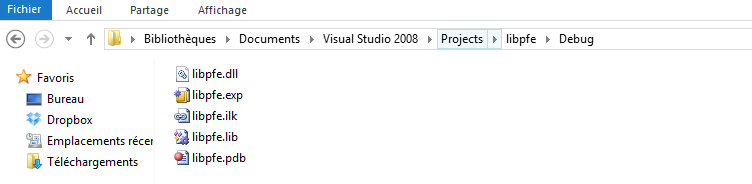 Fichier Accueil Partage Affichage
Bibliothèques Documents Visual Studio 2008 Projects libpfe Debug
Favoris
Bureau
Dropbox
Emplacements récer
Téléchargements
libpfe.dll
libpfe.exp
libpfe.ilk
libpfe.lib
libpfe.pdb